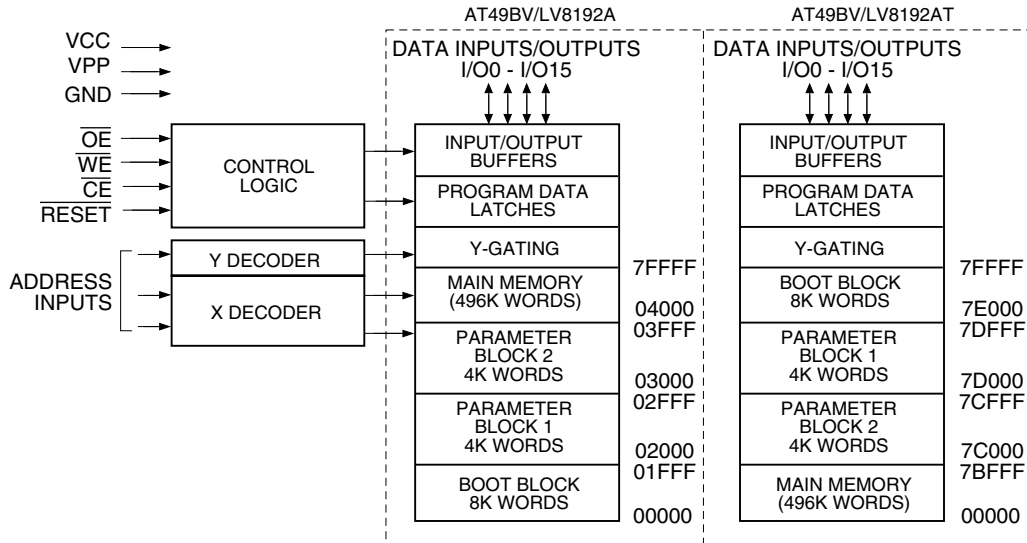 AT49BV/LV8192A
AT49BV/LV8192AT
VCC
VPP
GND
OE
WE
CE
RESET
CONTROL
LOGIC
ADDRESS
INPUTS
Y DECODER
X DECODER
DATA INPUTS/OUTPUTS
I/O0 - I/O15
INPUT/OUTPUT
BUFFERS
PROGRAM DATA
LATCHES
Y-GATING
7FFFF
MAIN MEMORY
(496K WORDS)
04000
03FFF
PARAMETER
BLOCK 2
4K WORDS
03000
02FFF
PARAMETER
BLOCK 1
4K WORDS
02000
01FFF
BOOT BLOCK
8K WORDS
00000
DATA INPUTS/OUTPUTS
I/O0 - I/O15
INPUT/OUTPUT
BUFFERS
PROGRAM DATA
LATCHES
Y-GATING
7FFFF
BOOT BLOCK
8K WORDS
7E000
7DFFF
PARAMETER
BLOCK 1
4K WORDS
7D000
7CFFF
PARAMETER
BLOCK 2
4K WORDS
7C000
7BFFF
MAIN MEMORY
(496K WORDS)
00000